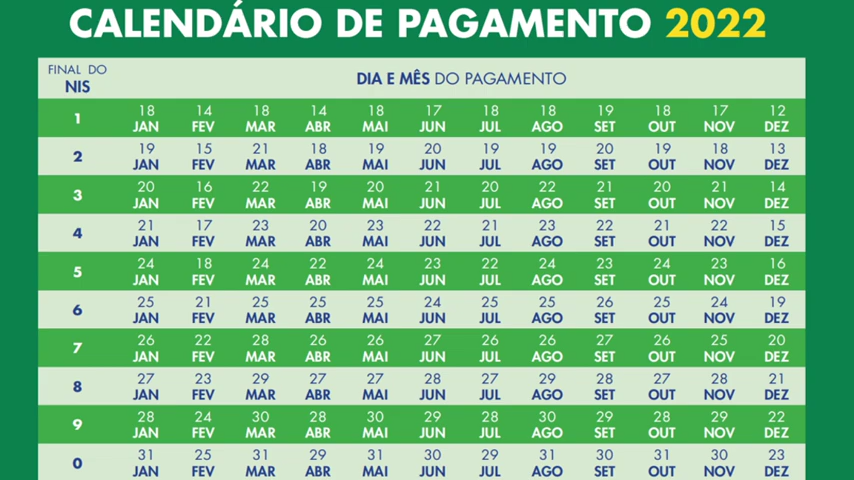 CALENDÁRIO DE PAGAMENTO 2022
FINAL DO NIS DIA E MÊS DO PAGAMENTO
1 18 JAN 14 FEV 18 MAR 14 ABR 18 MAI 17 JUN 18 JUL 18 AGO 19 SET 18 OUT 17 NOV 12 DEZ
2 19 JAN 15 FEV 21 MAR 18 ABR 19 MAI 20 JUN 19 JUL 19 AGO 20 SET 19 OUT 18 NOV 13 DEZ
3 20 JAN 16 FEV 22 MAR 19 ABR 20 MAI 21 JUN 20 JUL 22 AGO 21 SET 20 OUT 21 NOV 14 DEZ
4 21 JAN 17 FEV 23 MAR 20 ABR 23 MAI 22 JUN 21 JUL 23 AGO 22 SET 21 OUT 22 NOV 15 DEZ
5 24 JAN 18 FEV 24 MAR 22 ABR 24 MAI 23 JUN 22 JUL 24 AGO 23 SET 24 OUT 23 NOV 16 DEZ
6 25 JAN 21 FEV 25 MAR 25 ABR 25 MAI 24 JUN 25 JUL 25 AGO 26 SET 25 OUT 24 NOV 19 DEZ
7 26 JAN 22 FEV 28 MAR 26 ABR 26 MAI 27 JUN 26 JUL 26 AGO 27 SET 26 OUT 25 NOV 20 DEZ
8 27 JAN 23 FEV 29 MAR 27 ABR 27 MAI 28 JUN 27 JUL 29 AGO 28 SET 27 OUT 28 NOV 21 DEZ
9 28 JAN 24 FEV 30 MAR 28 ABR 30 MAI 29 JUN 28 JUL 30 AGO 29 SET 28 OUT 29 NOV 22 DEZ
0 31 JAN 25 FEV 31 MAR 29 ABR 31 MAI 30 JUN 29 JUL 31 AGO 30 SET 31 OUT 30 NOV 23 DEZ